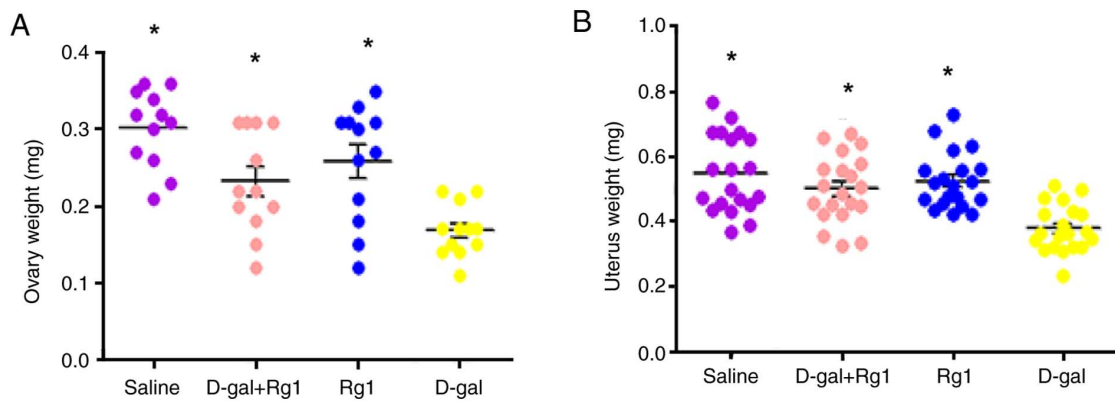 A
* * *
Ovary weight (mg)
0.4
0.3
0.2
0.1
0.0
Saline D-gal+Rg1 Rg1 D-gal
B
* * *
Uterus weight (mg)
1.0
0.8
0.6
0.4
0.2
0.0
Saline D-gal+Rg1 Rg1 D-gal